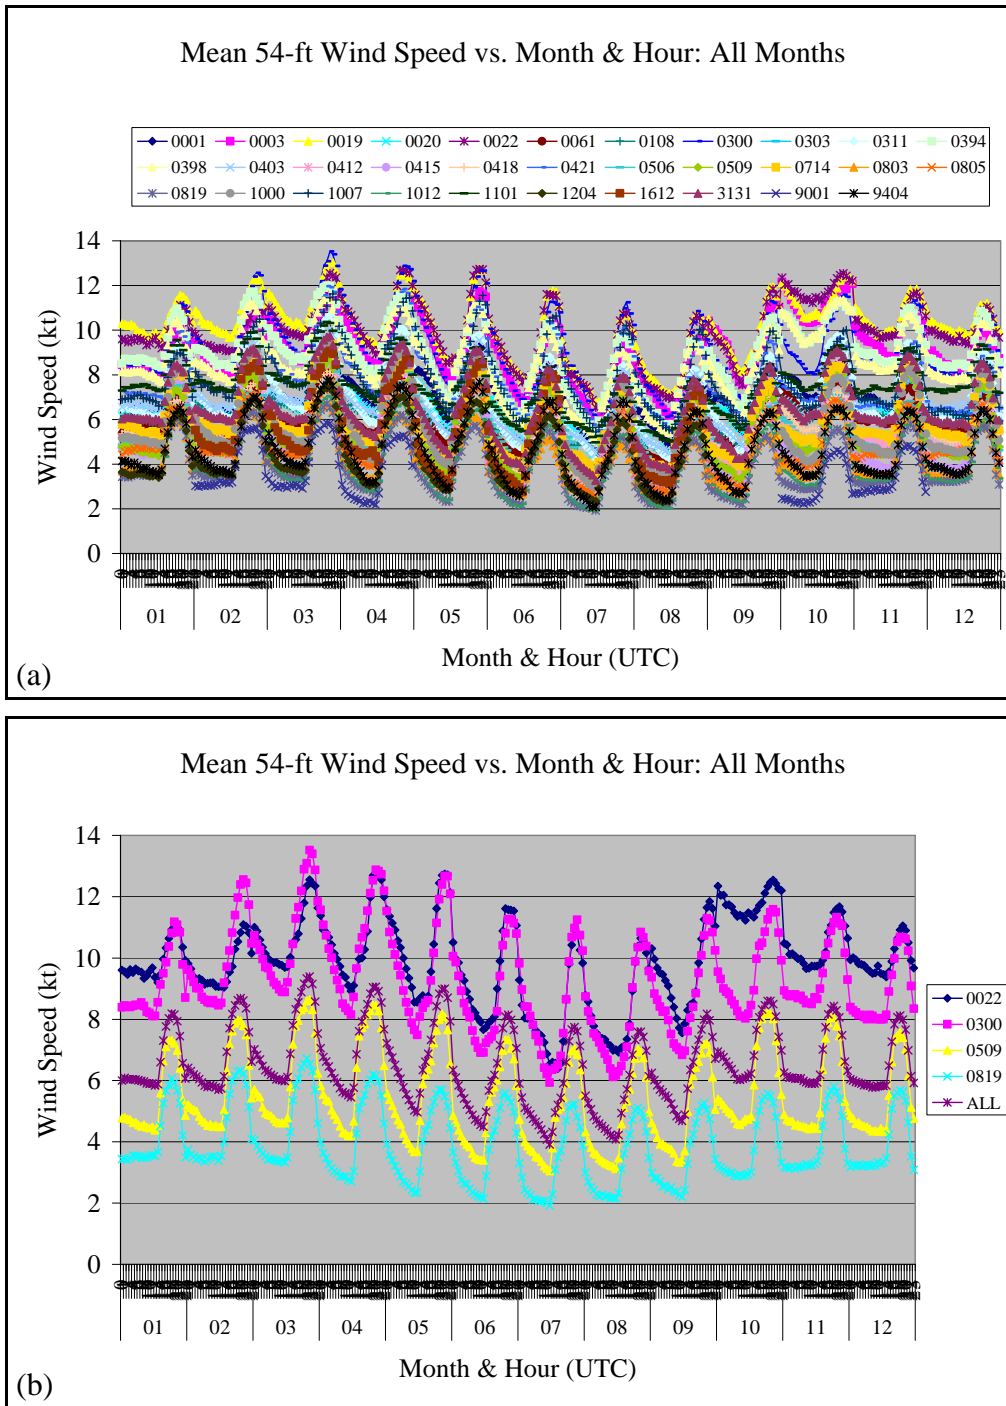 Mean 54-ft Wind Speed vs. Month & Hour: All Months
0001 0003 0019 0020 0022 0061 0108 0300 0303 0311 0394
0398 0403 0412 0415 0418 0421 0506 0509 0714 0803 0805
0819 1000 1007 1012 1101 1204 1612 3131 9001 9404
14
12
10
8
6
4
2
0
Wind Speed (kt)
01 02 03 04 05 06 07 08 09 10 11 12
Month & Hour (UTC)
(a)
Mean 54-ft Wind Speed vs. Month & Hour: All Months
14
12
10
8
6
4
2
0
Wind Speed (kt)
0022
0300
0509
0819
ALL
01 02 03 04 05 06 07 08 09 10 11 12
Month & Hour (UTC)
(b)